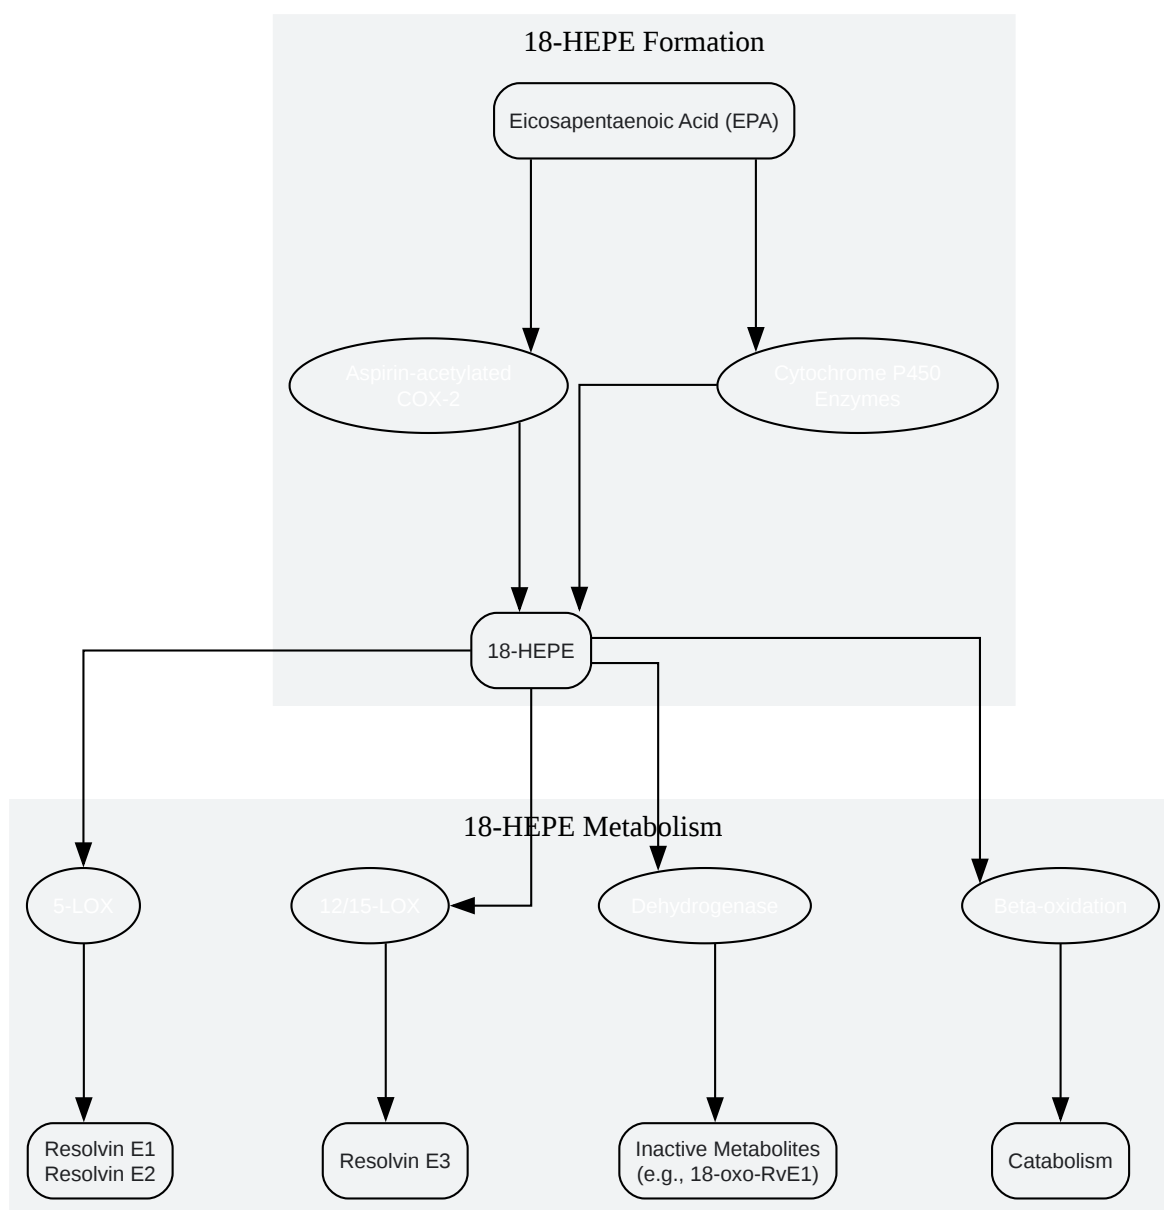 18-HEPE Formation
Eicosapentaenoic Acid (EPA)
Aspirin-acetylated
COX-2
Cytochrome P450
Enzymes
18-HEPE
18-HEPE Metabolism
5-LOX
12/15-LOX
Dehydrogenase
Beta-oxidation
Resolvin E1
Resolvin E2
Resolvin E3
Inactive Metabolites
(e.g., 18-oxo-RvE1)
Catabolism